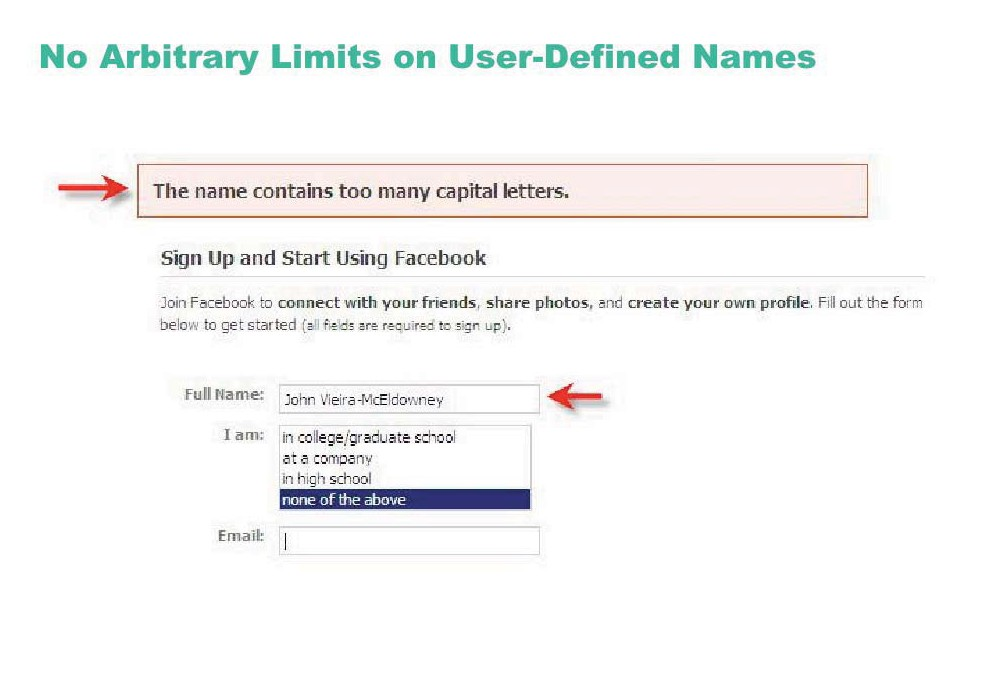 No Arbitrary Limits on User-Defined Names
The name contains too many capital letters.
Sign Up and Start Using Facebook
Join Facebook to connect with your friends, share photos, and create your own profile. Fill out the form
below to get started (all fields are required to sign up).
Full Name: John Vieira-McEldowney
I am: in college/graduate school
at a company
in high school
none of the above
Email: